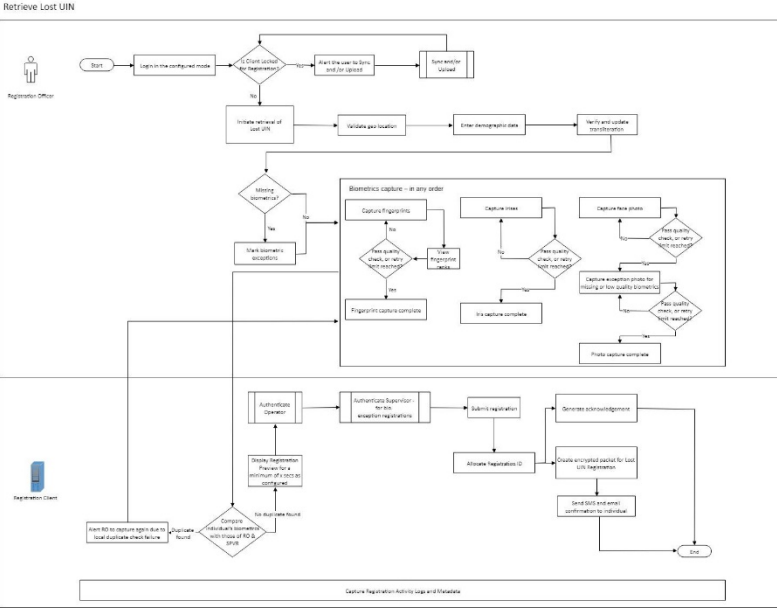 Retrieve Lost UIN
Registration Officer
Start
Login in the configured mode
Is Client Locked
for Registration?
Yes
Alert the user to Sync
and /or Upload
Sync and/or
Upload
No
Initiate retrieval of
Lost UIN
Validate geo location
Enter demographic data
Verify and update
transliteration
Missing
biometrics?
No
Yes
Mark biometric
exceptions
Biometrics capture – in any order
Capture fingerprints
No
Pass quality
check, or retry
limit reached?
View
fingerprint
ranks
Yes
Fingerprint capture complete
Capture irises
No
Pass quality
check, or retry
limit reached?
Yes
Iris capture complete
Capture face photo
No
Pass quality
check, or retry
limit reached?
Yes
Capture exception photo for
missing or low quality biometrics
No
Pass quality
check, or retry
limit reached?
Yes
Photo capture complete
Registration Client
Authenticate
Operator
Authenticate Supervisor -
for bio
exception registrations
Submit registration
Generate acknowledgement
Allocate Registration ID
Create encrypted packet for Lost
UIN Registration
Send SMS and email
confirmation to individual
End
Display Registration
Preview for a
minimum of x secs as
configured
No duplicate found
Compare
individual's biometrics
with those of RO &
SPVR
Duplicate
found
Alert RO to capture again due to
local duplicate check failure
Capture Registration Activity Logs and Metadata